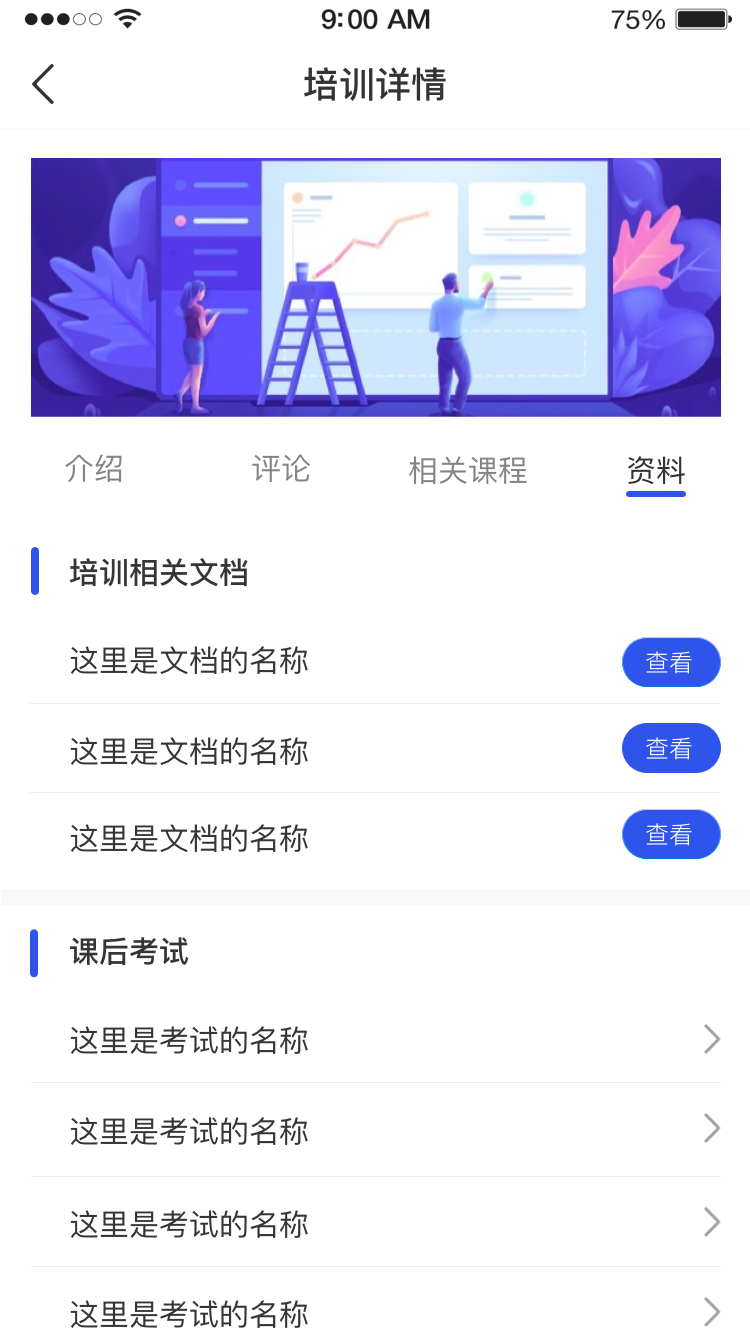 9:00 AM 75%
培训详情
介绍 评论 相关课程 资料
培训相关文档
这里是文档的名称 查看
这里是文档的名称 查看
这里是文档的名称 查看
课后考试
这里是考试的名称
这里是考试的名称
这里是考试的名称
这里是考试的名称